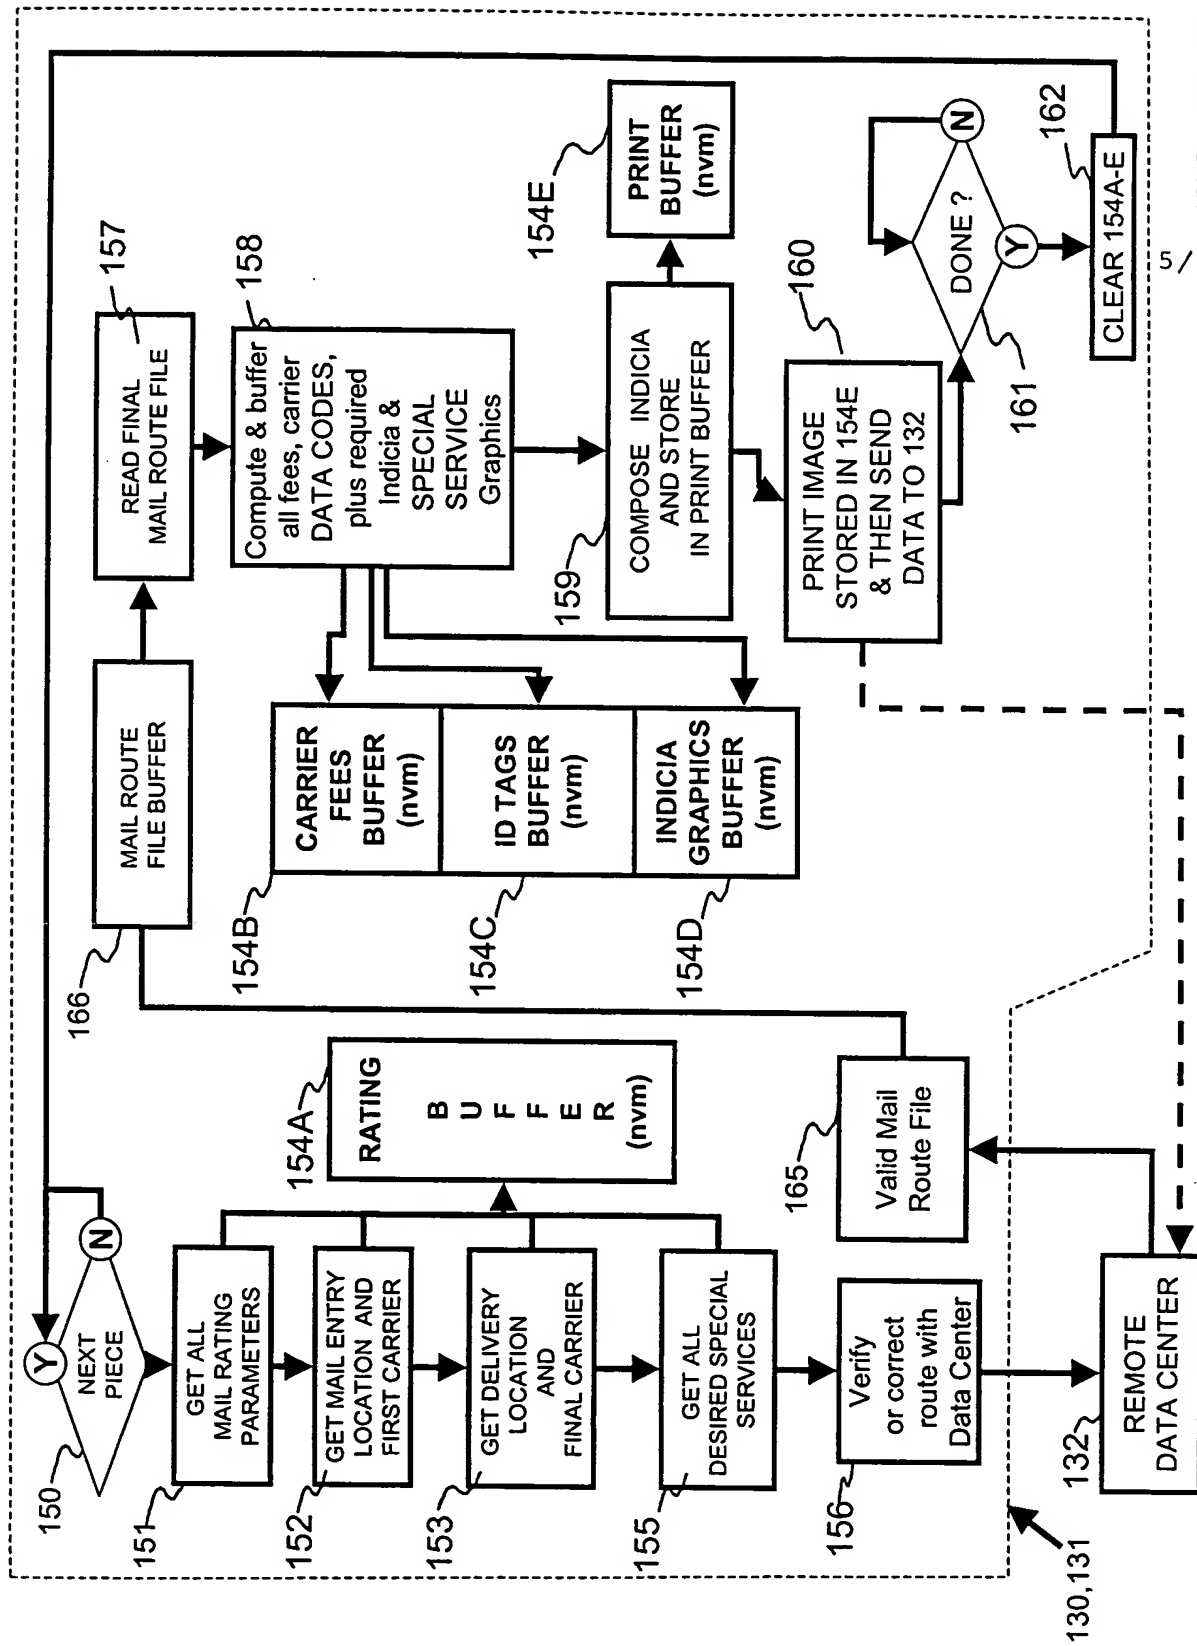 150
Y
N
NEXT
PIECE
151
GET ALL
MAIL RATING
PARAMETERS
152
GET MAIL ENTRY
LOCATION AND
FIRST CARRIER
153
GET DELIVERY
LOCATION
AND
FINAL CARRIER
155
GET ALL
DESIRED SPECIAL
SERVICES
156
Verify
or correct
route with
Data Center
132
REMOTE
DATA CENTER
130,131
154A
RATING
B
U
F
F
E
R
(nvm)
165
Valid Mail
Route File
166
MAIL ROUTE
FILE BUFFER
157
READ FINAL
MAIL ROUTE FILE
158
Compute & buffer
all fees, carrier
DATA CODES,
plus required
Indicia &
SPECIAL
SERVICE
Graphics
154B
CARRIER
FEES
BUFFER
(nvm)
154C
ID TAGS
BUFFER
(nvm)
154D
INDICIA
GRAPHICS
BUFFER
(nvm)
159
COMPOSE INDICIA
AND STORE
IN PRINT BUFFER
154E
PRINT
BUFFER
(nvm)
160
PRINT IMAGE
STORED IN 154E
& THEN SEND
DATA TO 132
161
DONE ?
N
Y
162
CLEAR 154A-E
5/